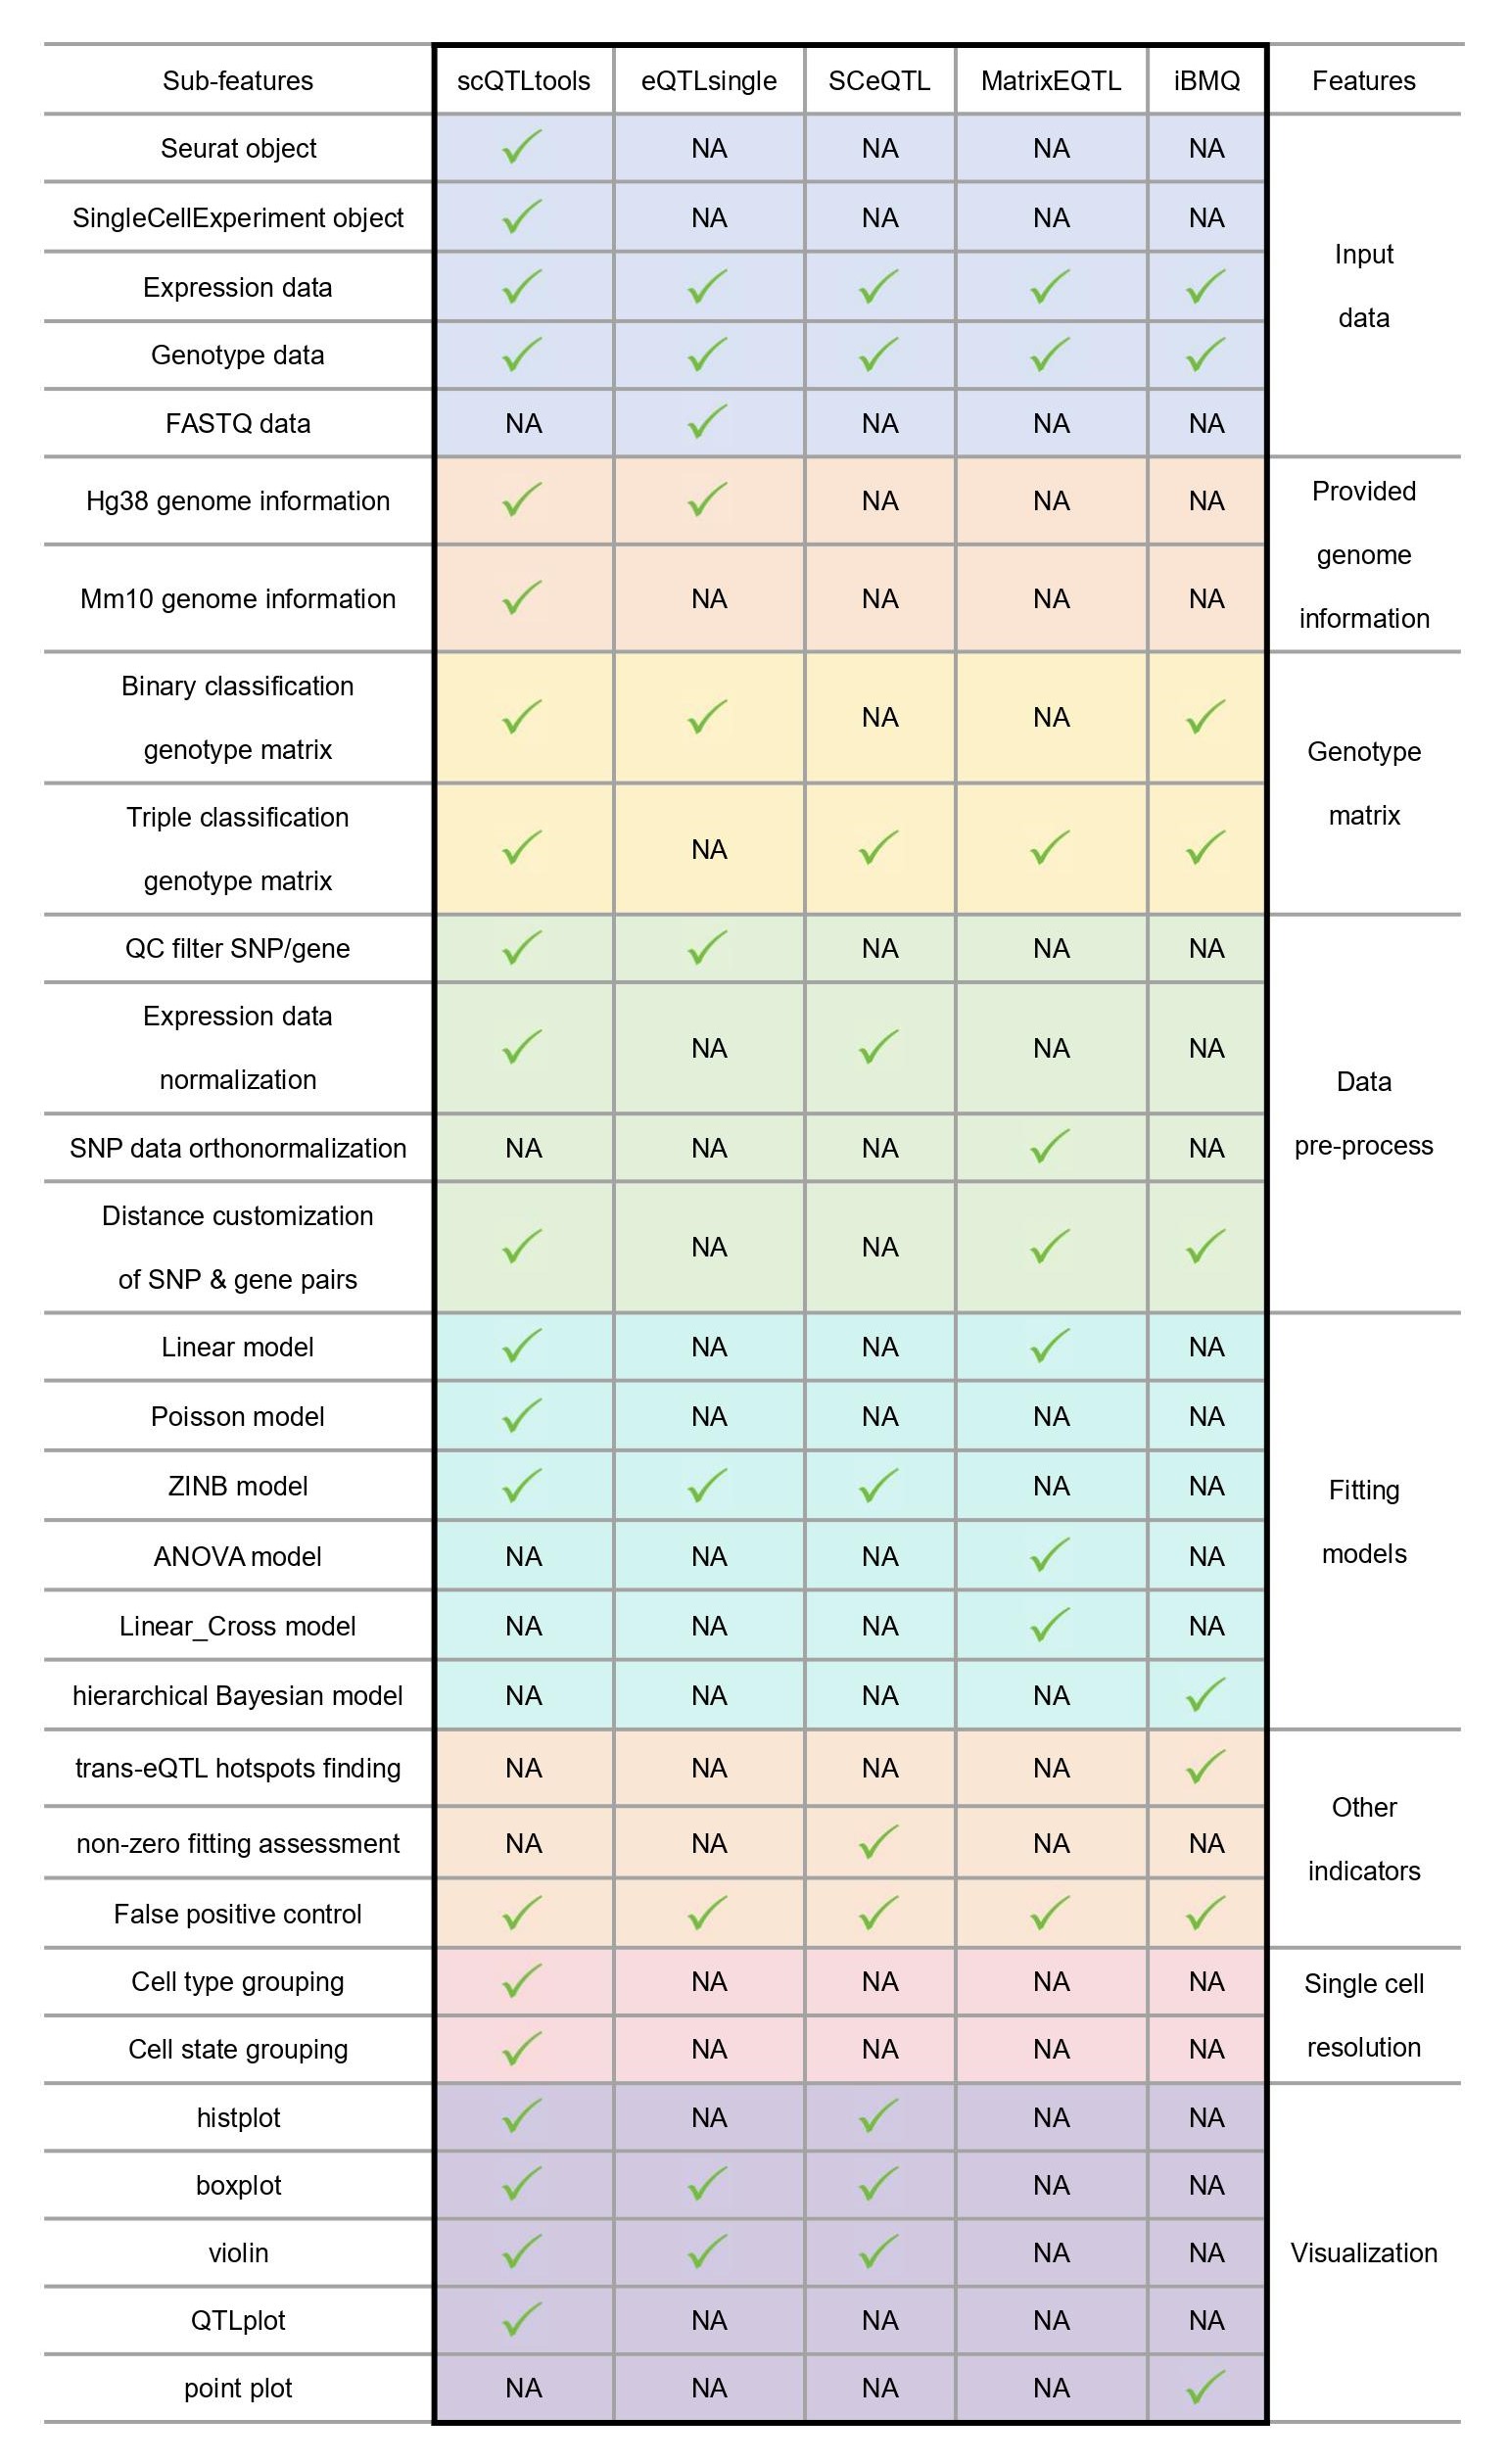 Sub-features scQTLtools eQTLsingle SCeQTL MatrixEQTL iBMQ Features
Seurat object NA NA NA NA
SingleCellExperiment object NA NA NA NA
Input
Expression data
data
Genotype data
FASTQ data NA NA NA NA
Hg38 genome information NA NA NA
Provided
genome
information
Mm10 genome information NA NA NA NA
Binary classification
genotype matrix NA NA
Genotype
matrix
Triple classification
genotype matrix NA
QC filter SNP/gene NA NA NA
Expression data
normalization NA NA NA
Data
pre-process
SNP data orthonormalization NA NA NA NA
Distance customization
of SNP & gene pairs NA NA
Linear model NA NA NA
Poisson model NA NA NA NA
ZINB model NA NA
Fitting
models
ANOVA model NA NA NA NA
Linear_Cross model NA NA NA NA
hierarchical Bayesian model NA NA NA NA
trans-eQTL hotspots finding NA NA NA NA
Other
indicators
non-zero fitting assessment NA NA NA NA
False positive control
Cell type grouping NA NA NA NA
Single cell
resolution
Cell state grouping NA NA NA NA
histplot NA NA NA
boxplot NA NA
violin NA NA Visualization
QTLplot NA NA NA NA
point plot NA NA NA NA